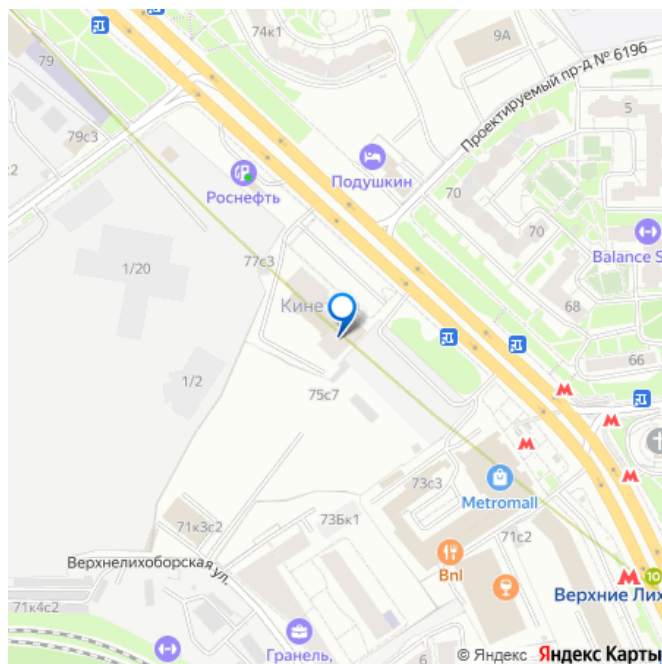 74к1
9А
79
Проектируемый пр-д № 6196
5
79с3
Подушкин
Роснефть
70
70
Balance S
77с3
1/20
Кине
68
66
1/2
75с7
73с3
Metromall
71к3с2
73Бк1
71с2
Верхнелихоборская ул.
Bnl
10
Верхние Лих
71к4с2
Гранель,
6
© Яндекс Яндекс Карты